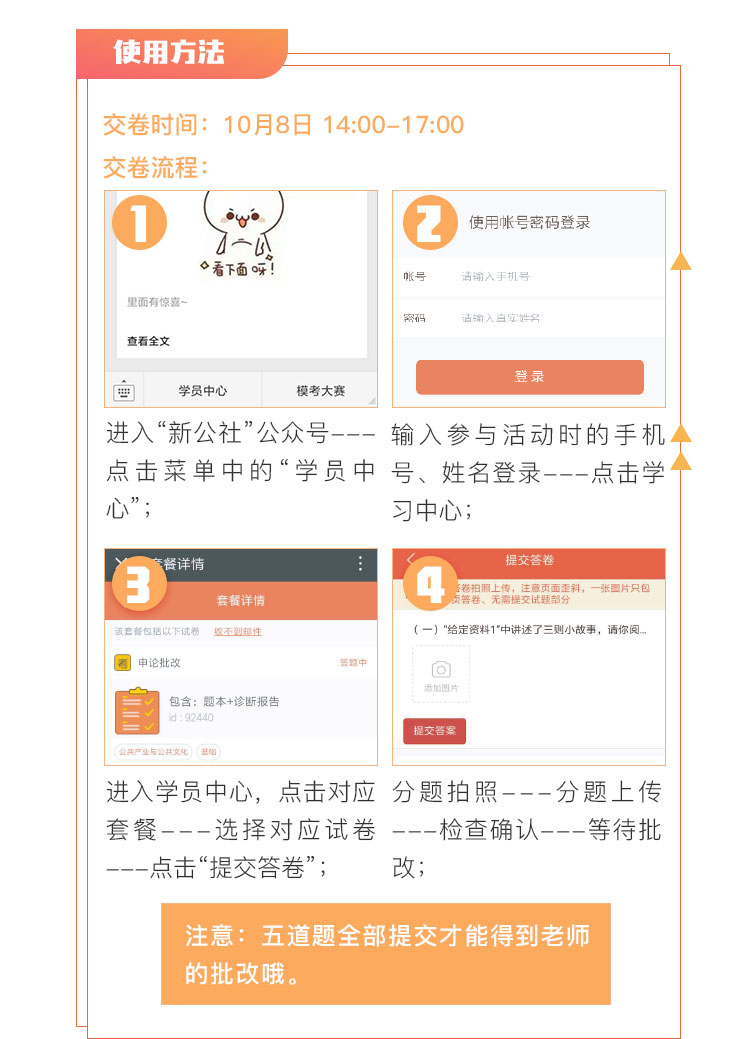 使用方法
交卷时间：10月8日 14:00-17:00
交卷流程：
1
看下面呀！
里面有惊喜~
查看全文
学员中心
模考大赛
进入“新公社”公众号---
点击菜单中的“学员中
心”；
2
使用帐号密码登录
帐号
请输入手机号
密码
请输入真实姓名
登录
输入参与活动时的手机
号、姓名登录---点击学
习中心；
3
套餐详情
套餐详情
该套餐包括以下试卷
收不到邮件
考
申论批改
答题中
包含：题本+诊断报告
id : 92440
公共产业与公共文化
基础
进入学员中心，点击对应
套餐---选择对应试卷
---点击“提交答卷”；
4
提交答卷
答卷拍照上传，注意页面歪斜，一张图片只包
页答卷、无需提交试题部分
（一）“给定资料1”中讲述了三则小故事，请你阅...
添加图片
提交答案
分题拍照---分题上传
---检查确认---等待批
改；
注意：五道题全部提交才能得到老师
的批改哦。